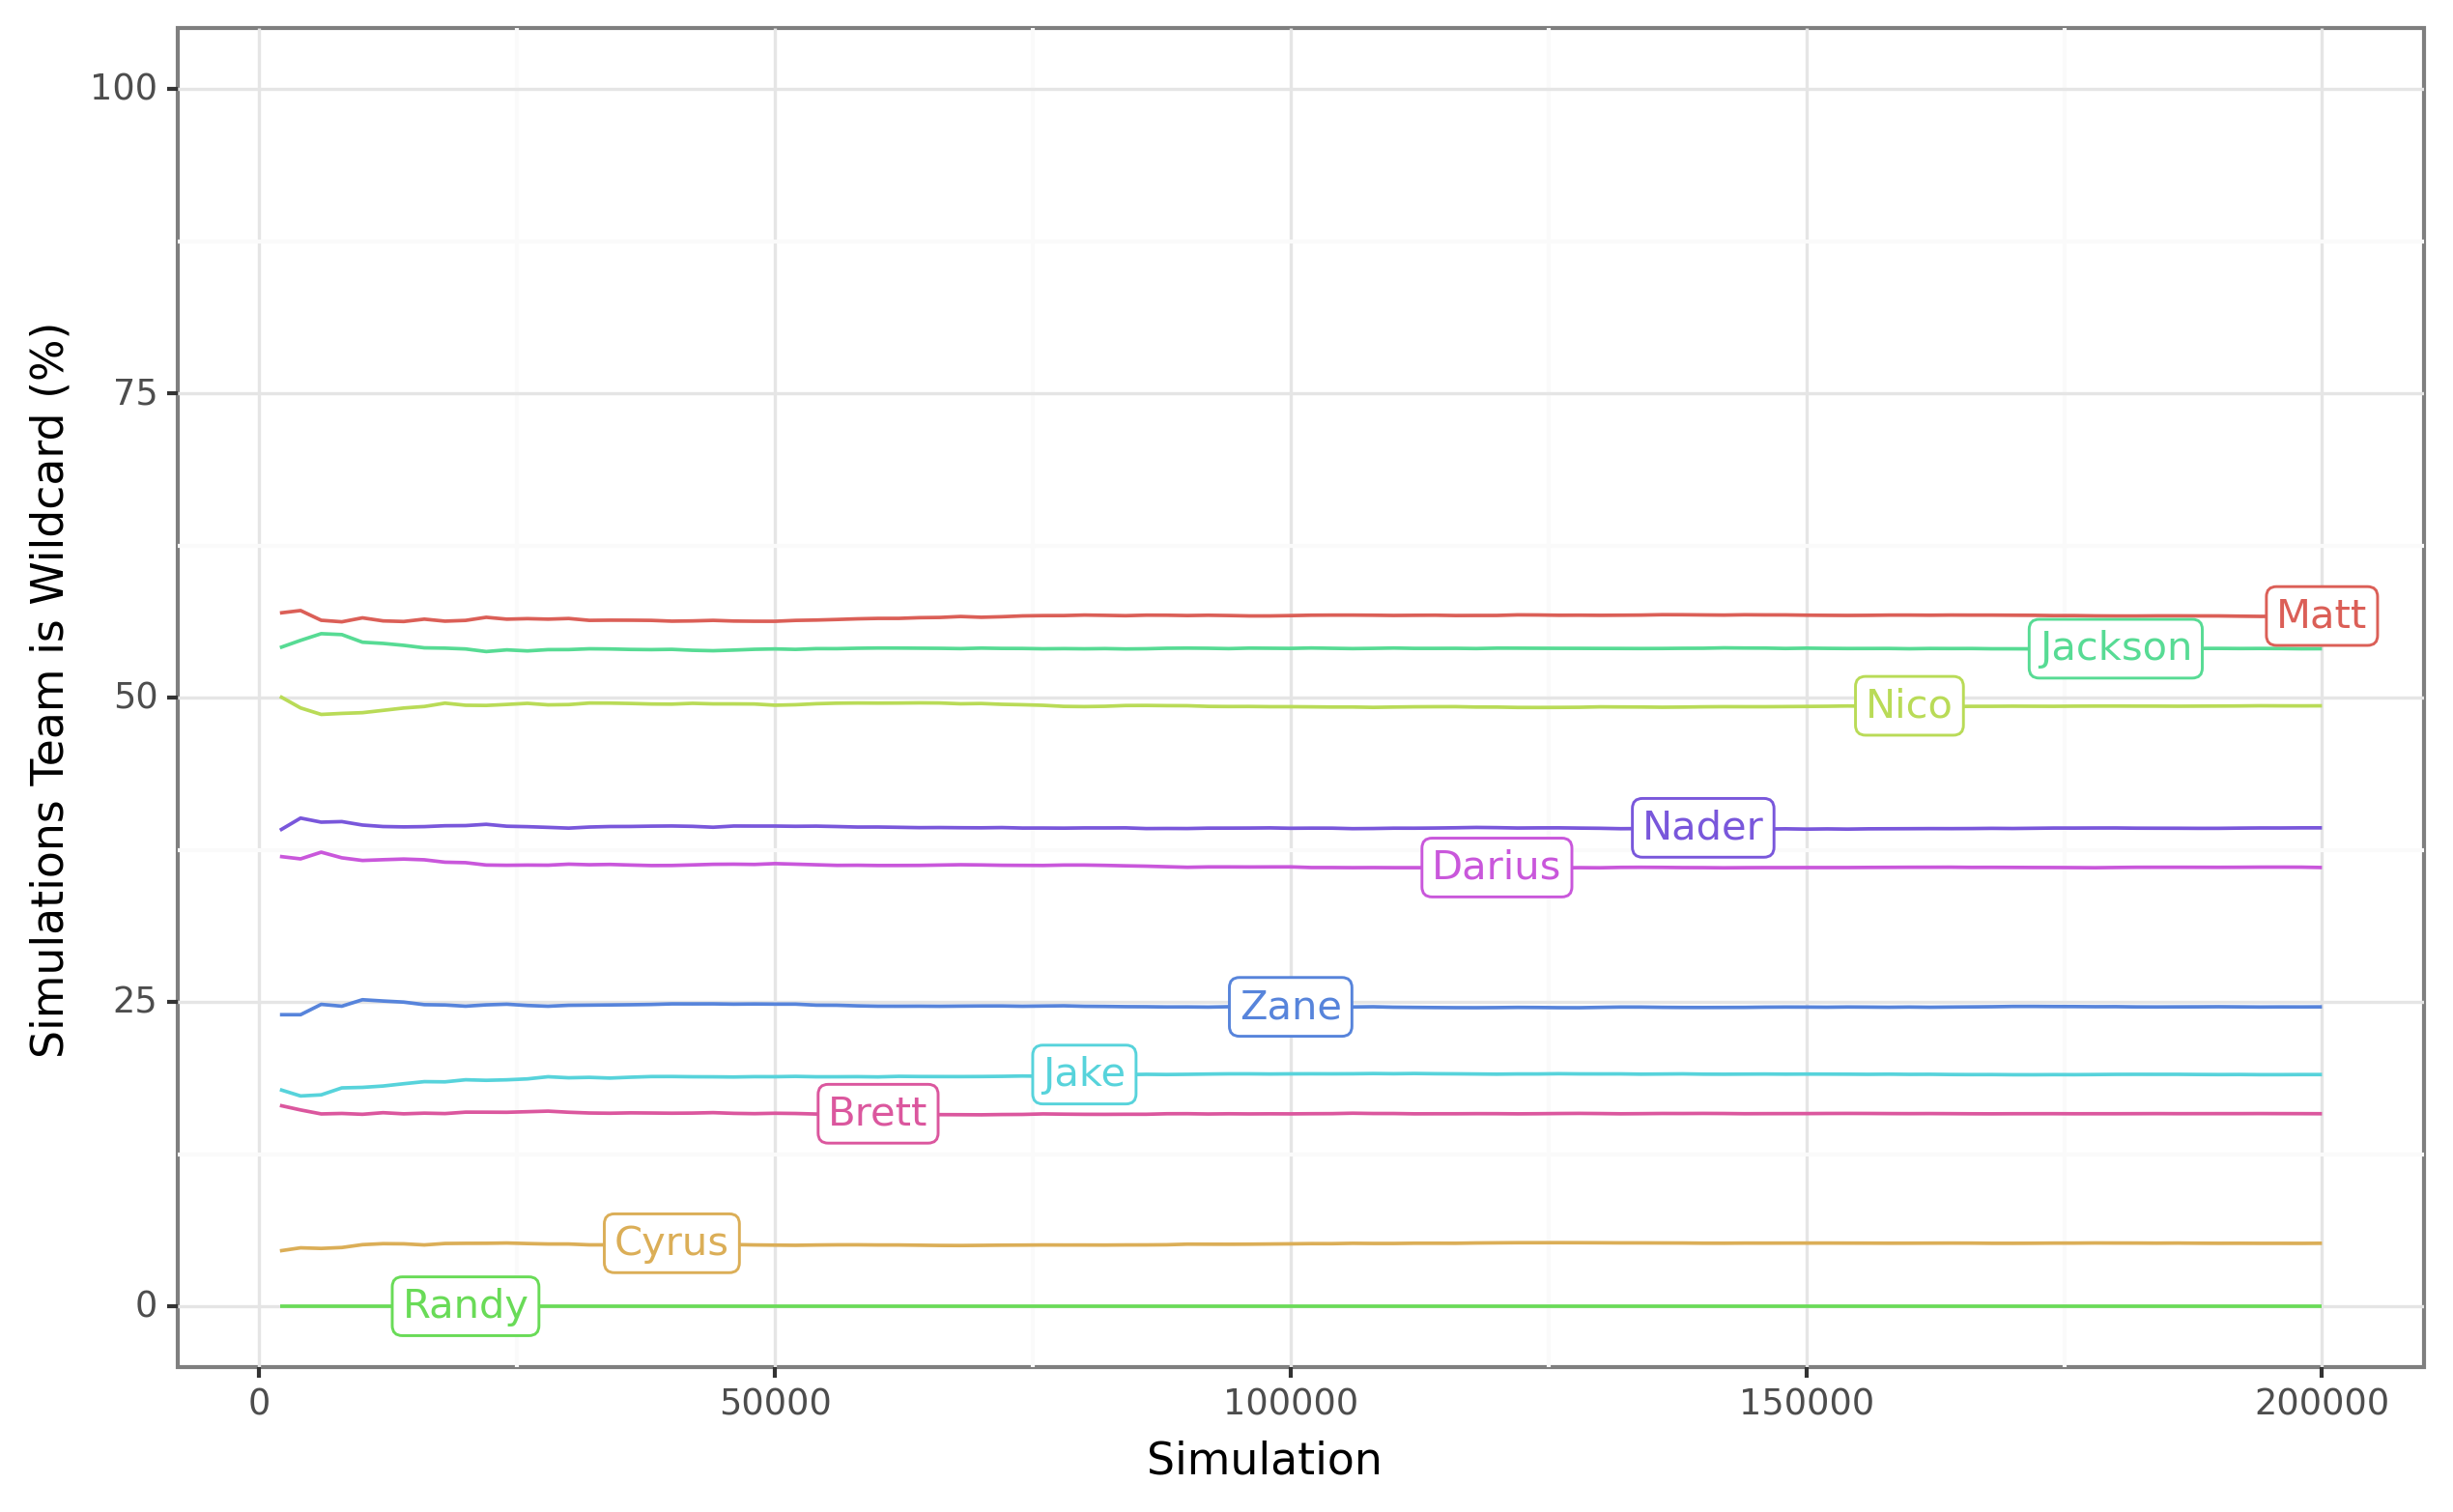 Simulations Team is Wildcard (%)
100
75
50
25
0
Matt
Jackson
Nico
Nader
Darius
Zane
Jake
Brett
Cyrus
Randy
0 50000 100000 150000 200000
Simulation